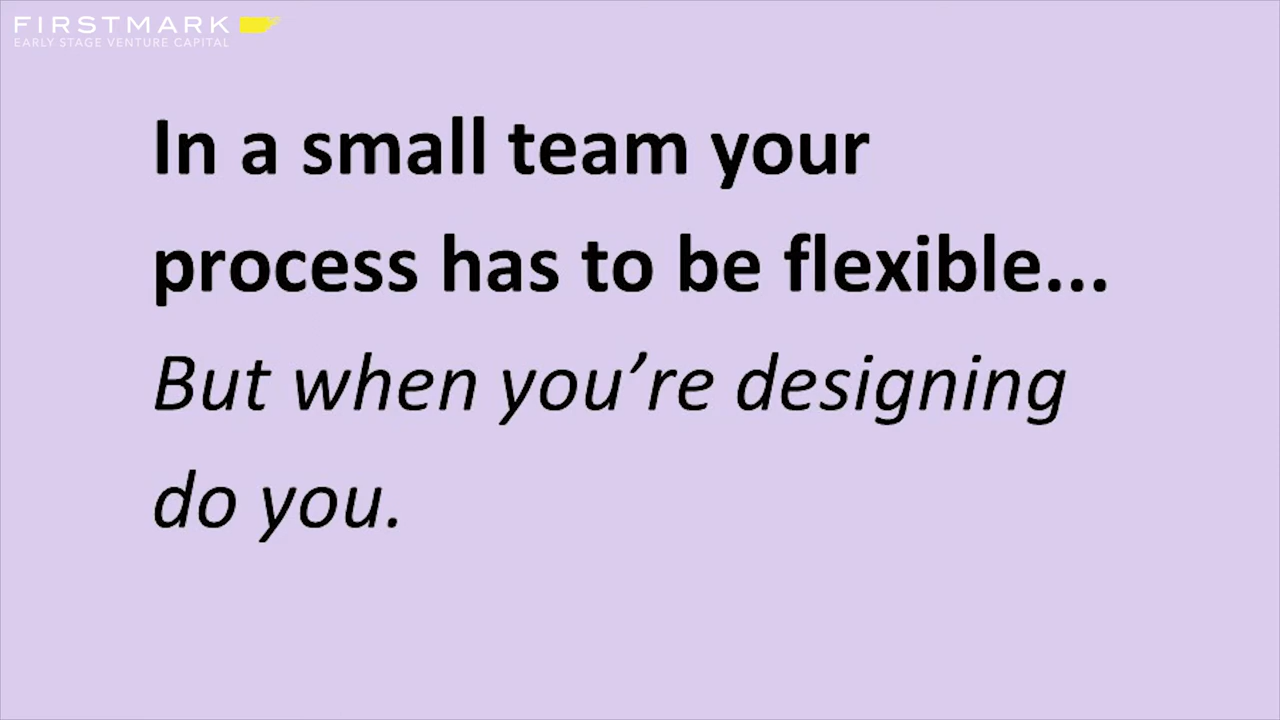 FIRSTMARK
EARLY STAGE VENTURE CAPITAL
In a small team your
process has to be flexible...
But when you’re designing
do you.